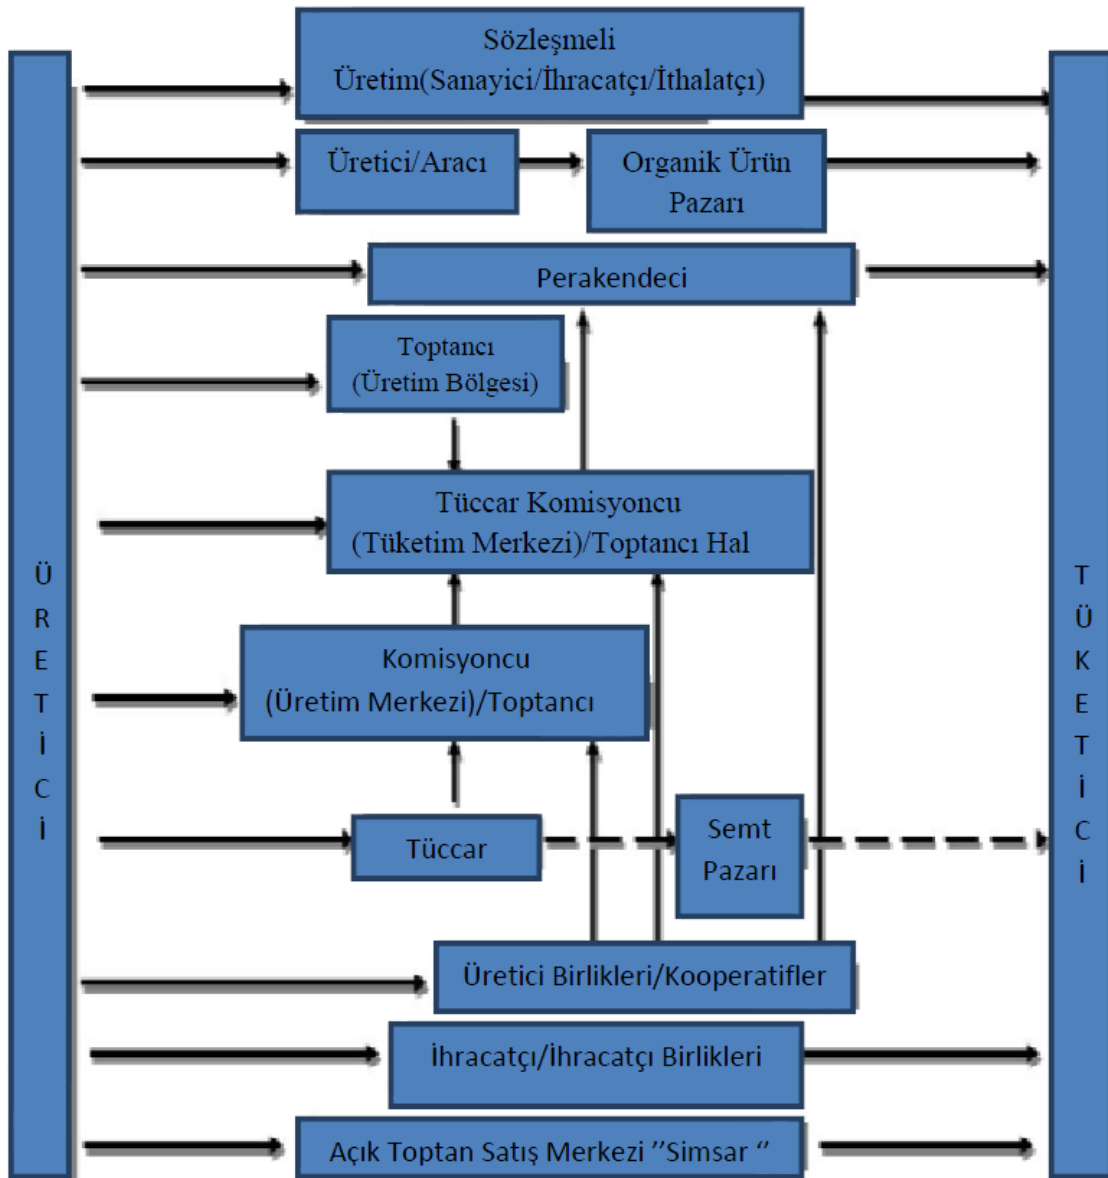 Sözleşmeli
Üretim(Sanayici/İhracatçı/İthalatçı)
Üretici/Aracı
Organik Ürün
Pazarı
Perakendeci
Toptancı
(Üretim Bölgesi)
Tüccar Komisyoncu
(Tüketim Merkezi)/Toptancı Hal
Komisyoncu
(Üretim Merkezi)/Toptancı
Tüccar
Semt
Pazarı
Üretici Birlikleri/Kooperatifler
İhracatçı/İhracatçı Birlikleri
Açık Toptan Satış Merkezi ’’Simsar ‘’
Ü
R
E
T
İ
C
İ
T
Ü
K
E
T
İ
C
İ